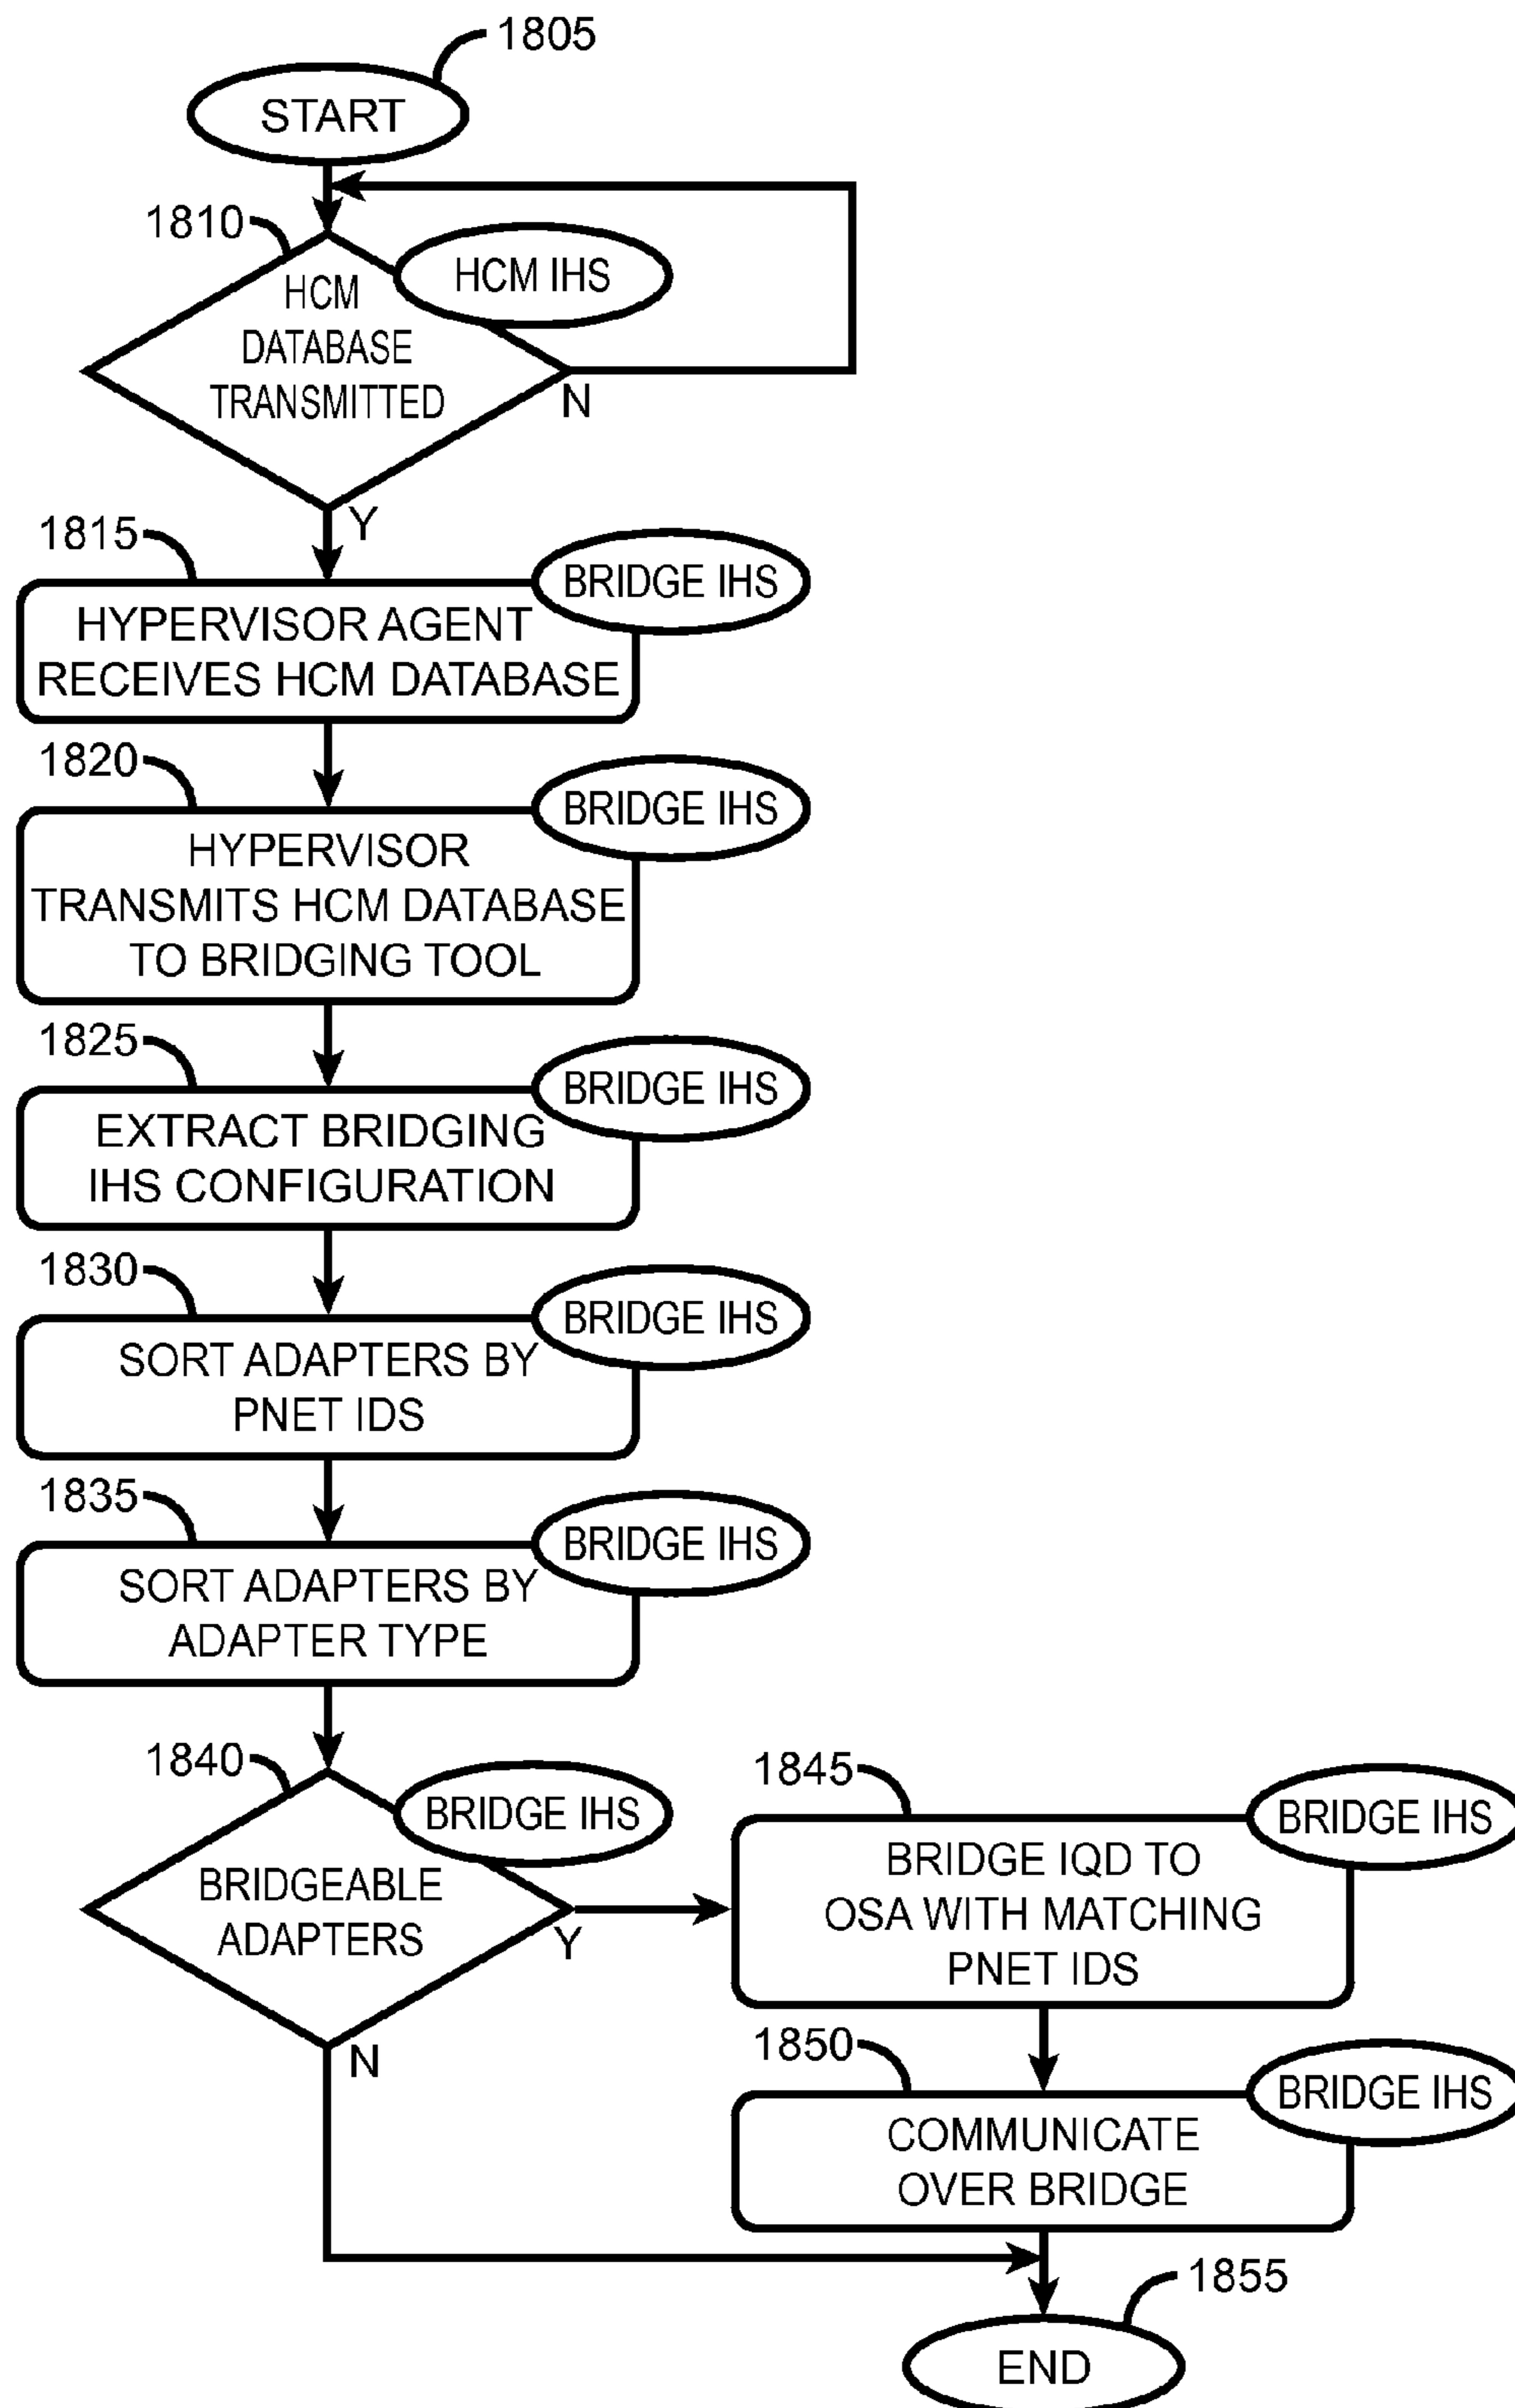 1805
START
1810
HCM IHS
HCM
DATABASE
TRANSMITTED
N
Y
1815
BRIDGE IHS
HYPERVISOR AGENT
RECEIVES HCM DATABASE
1820
BRIDGE IHS
HYPERVISOR
TRANSMITS HCM DATABASE
TO BRIDGING TOOL
1825
BRIDGE IHS
EXTRACT BRIDGING
IHS CONFIGURATION
1830
BRIDGE IHS
SORT ADAPTERS BY
PNET IDS
1835
BRIDGE IHS
SORT ADAPTERS BY
ADAPTER TYPE
1840
BRIDGE IHS
BRIDGEABLE
ADAPTERS
Y
N
1845
BRIDGE IHS
BRIDGE IQD TO
OSA WITH MATCHING
PNET IDS
1850
BRIDGE IHS
COMMUNICATE
OVER BRIDGE
1855
END